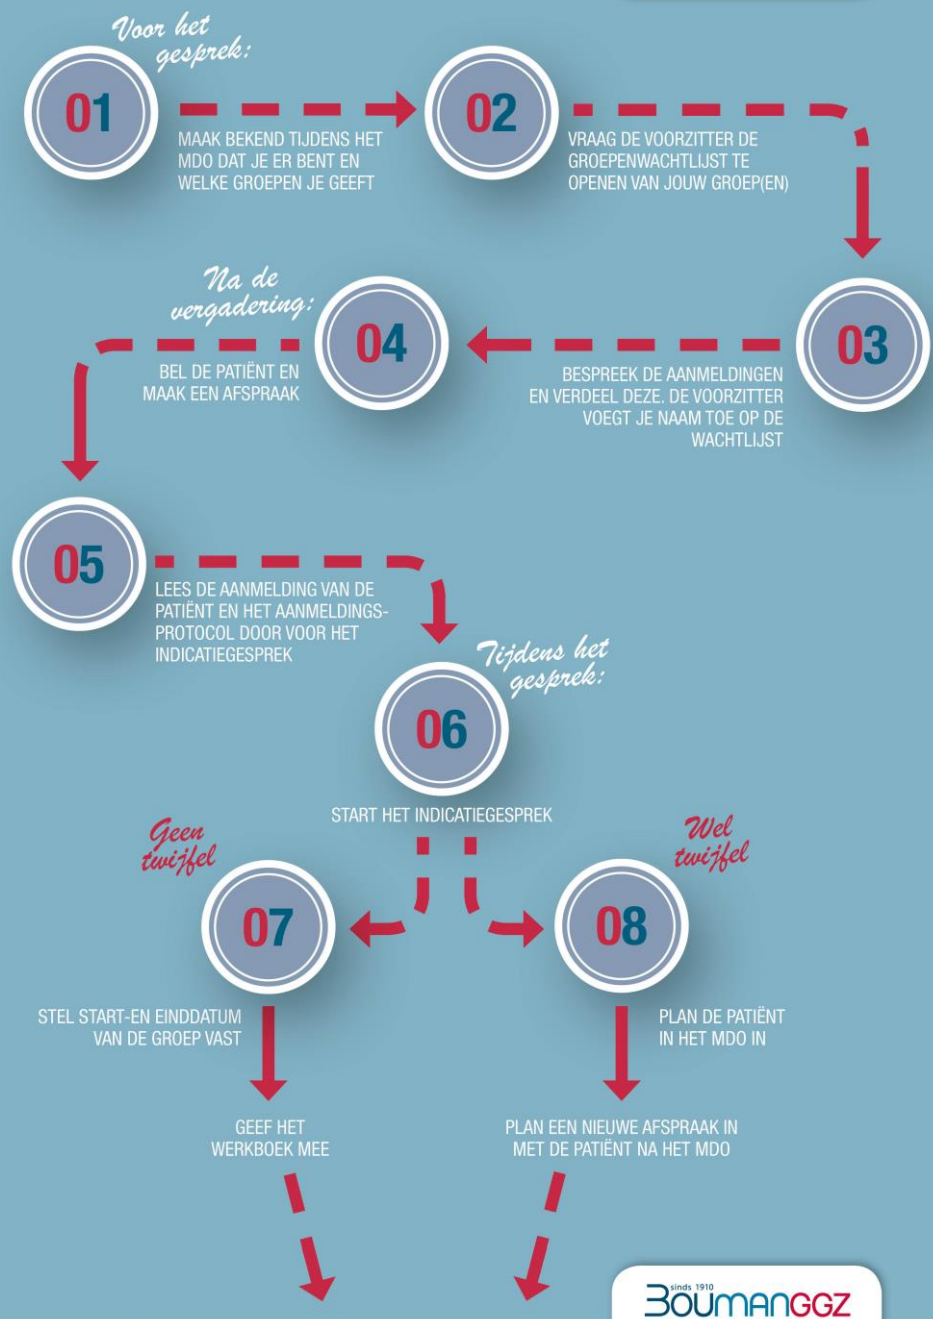 Voor het
gesprek:
01
MAAK BEKEND TIJDENS HET
MDO DAT JE ER BENT EN
WELKE GROEPEN JE GEEFT
02
VRAAG DE VOORZITTER DE
GROEPENWACHTLIJST TE
OPENEN VAN JOUW GROEP(EN)
03
BESPREEK DE AANMELDINGEN
EN VERDEEL DEZE. DE VOORZITTER
VOEGT JE NAAM TOE OP DE
WACHTLIJST
Na de
vergadering:
04
BEL DE PATIËNT EN
MAAK EEN AFSPRAAK
05
LEES DE AANMELDING VAN DE
PATIËNT EN HET AANMELDINGS-
PROTOCOL DOOR VOOR HET
INDICATIEGESPREK
Tijdens het
gesprek:
06
START HET INDICATIEGESPREK
Geen
twijfel
07
STEL START-EN EINDDATUM
VAN DE GROEP VAST
GEEF HET
WERKBOEK MEE
Wel
twijfel
08
PLAN DE PATIËNT
IN HET MDO IN
PLAN EEN NIEUWE AFSPRAAK IN
MET DE PATIËNT NA HET MDO
sinds 1910
BOUMANGGZ